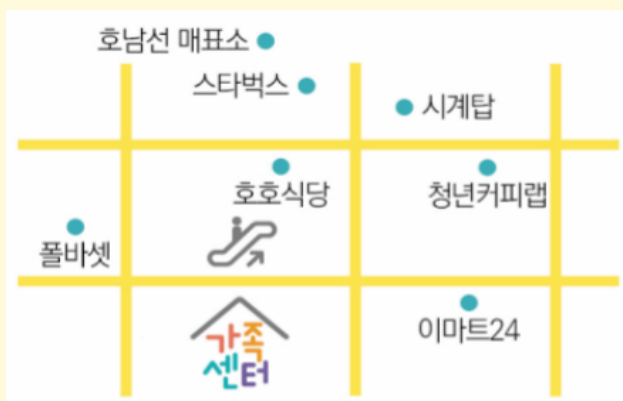 호남선 매표소
스타벅스
시계탑
호호식당
청년커피랩
폴바셋
이마트24
가족
센터